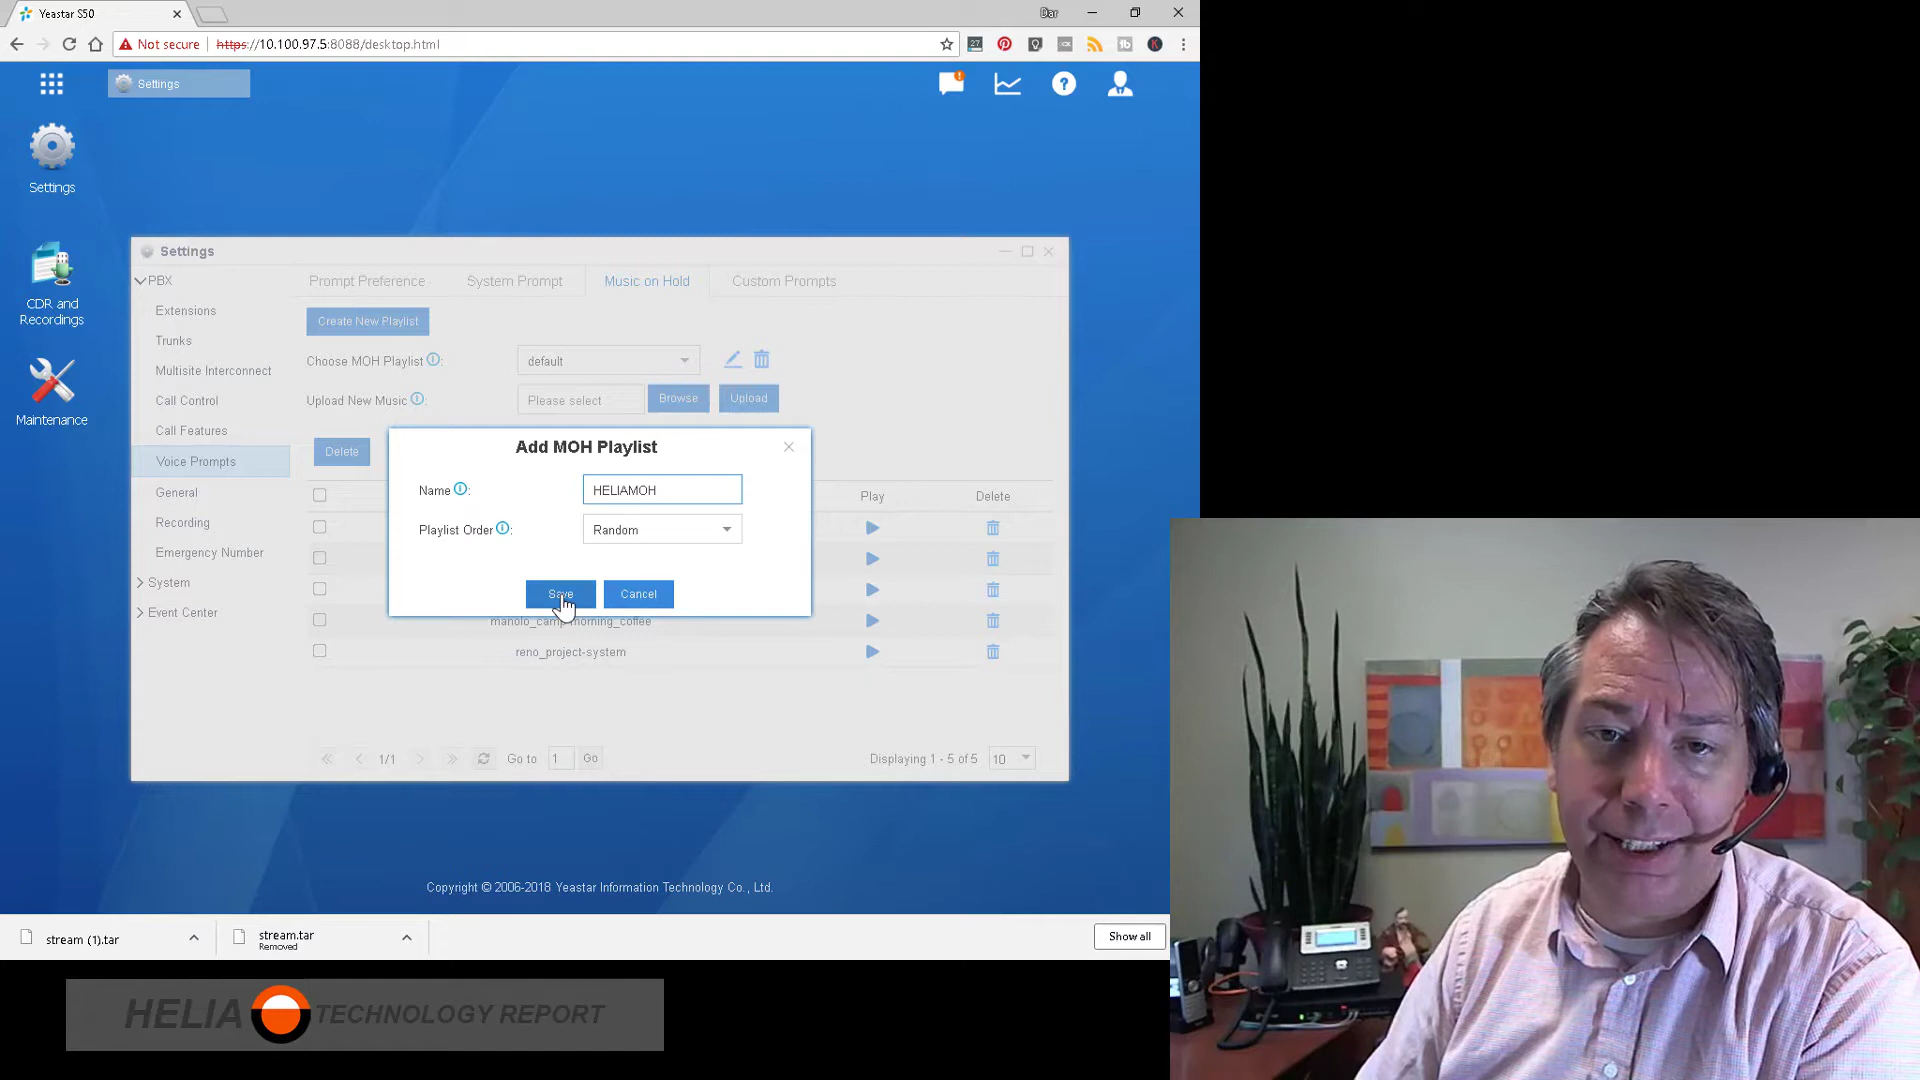 Yeastar S50
Dar
Not secure
https://10.100.97.5:8088/desktop.html
27
Settings
Settings
CDR and
Recordings
Maintenance
Settings
PBX
Extensions
Trunks
Multisite Interconnect
Call Control
Call Features
Voice Prompts
General
Recording
Emergency Number
System
Event Center
Prompt Preference
System Prompt
Music on Hold
Custom Prompts
Create New Playlist
Choose MOH Playlist :
default
Upload New Music :
Please select
Browse
Upload
Delete
Play
Delete
Add MOH Playlist
Name :
HELIAMOH
Playlist Order :
Random
Save
Cancel
manolo_camp-morning_coffee
reno_project-system
1/1
Go to
1
Go
Displaying 1 - 5 of 5
10
Copyright © 2006-2018 Yeastar Information Technology Co., Ltd.
stream (1).tar
stream.tar
Removed
Show all
HELIA TECHNOLOGY REPORT